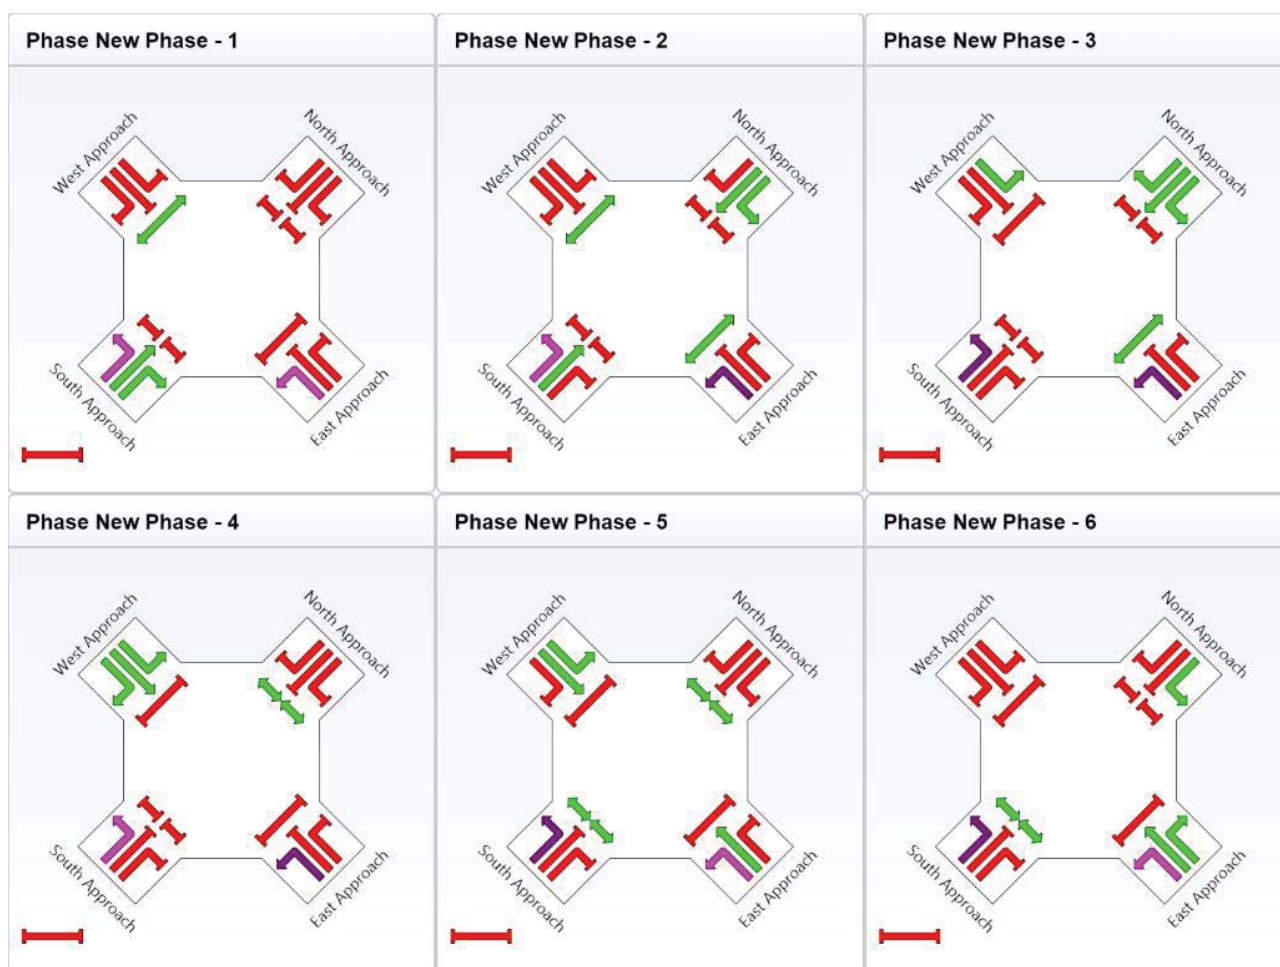 Phase New Phase - 1
Phase New Phase - 2
Phase New Phase - 3
West Approach
North Approach
South Approach
East Approach
West Approach
North Approach
South Approach
East Approach
West Approach
North Approach
South Approach
East Approach
Phase New Phase - 4
Phase New Phase - 5
Phase New Phase - 6
West Approach
North Approach
South Approach
East Approach
West Approach
North Approach
South Approach
East Approach
West Approach
North Approach
South Approach
East Approach